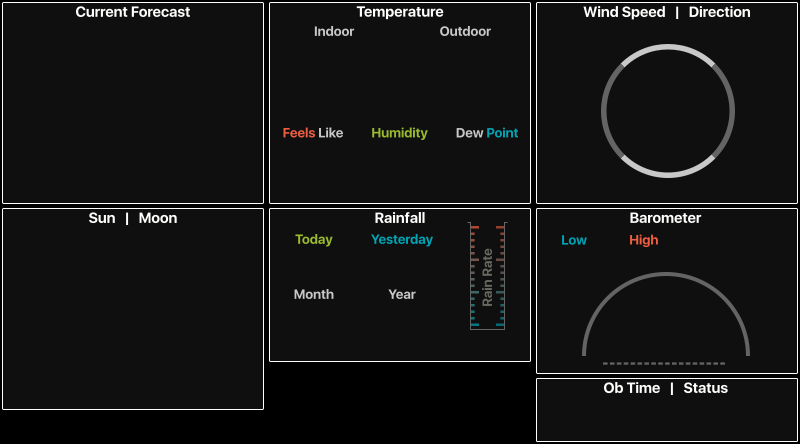 Current Forecast
Temperature
Indoor Outdoor
Feels Like Humidity Dew Point
Wind Speed | Direction
Sun | Moon
Rainfall
Today Yesterday
Month Year
Rain Rate
Barometer
Low High
Ob Time | Status